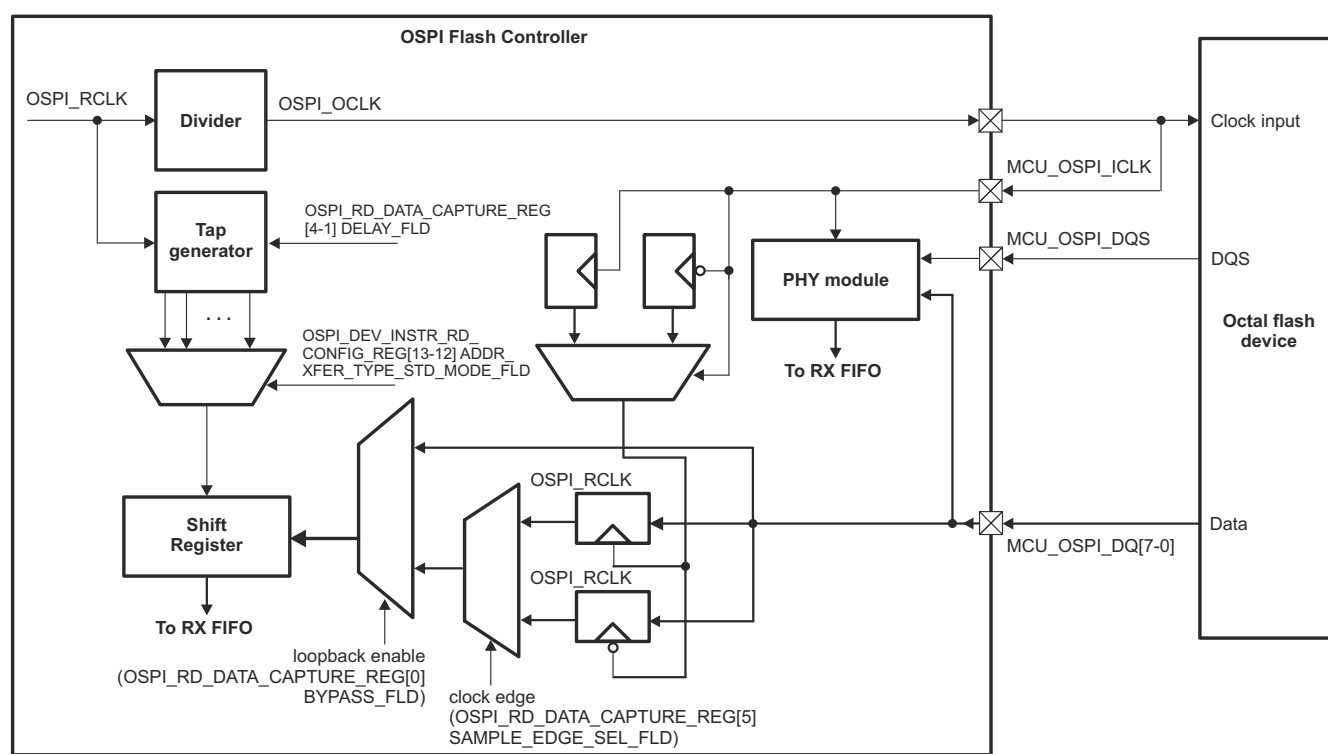 OSPI Flash Controller
OSPI_RCLK
Divider
OSPI_OCLK
Clock input
MCU_OSPI_ICLK
Tap
generator
OSPI_RD_DATA_CAPTURE_REG
[4-1] DELAY_FLD
MCU_OSPI_DQS
DQS
PHY module
. . .
Octal flash
device
OSPI_DEV_INSTR_RD_
CONFIG_REG[13-12] ADDR_
XFER_TYPE_STD_MODE_FLD
To RX FIFO
OSPI_RCLK
Shift
Register
Data
MCU_OSPI_DQ[7-0]
OSPI_RCLK
To RX FIFO
loopback enable
(OSPI_RD_DATA_CAPTURE_REG[0]
BYPASS_FLD)
clock edge
(OSPI_RD_DATA_CAPTURE_REG[5]
SAMPLE_EDGE_SEL_FLD)